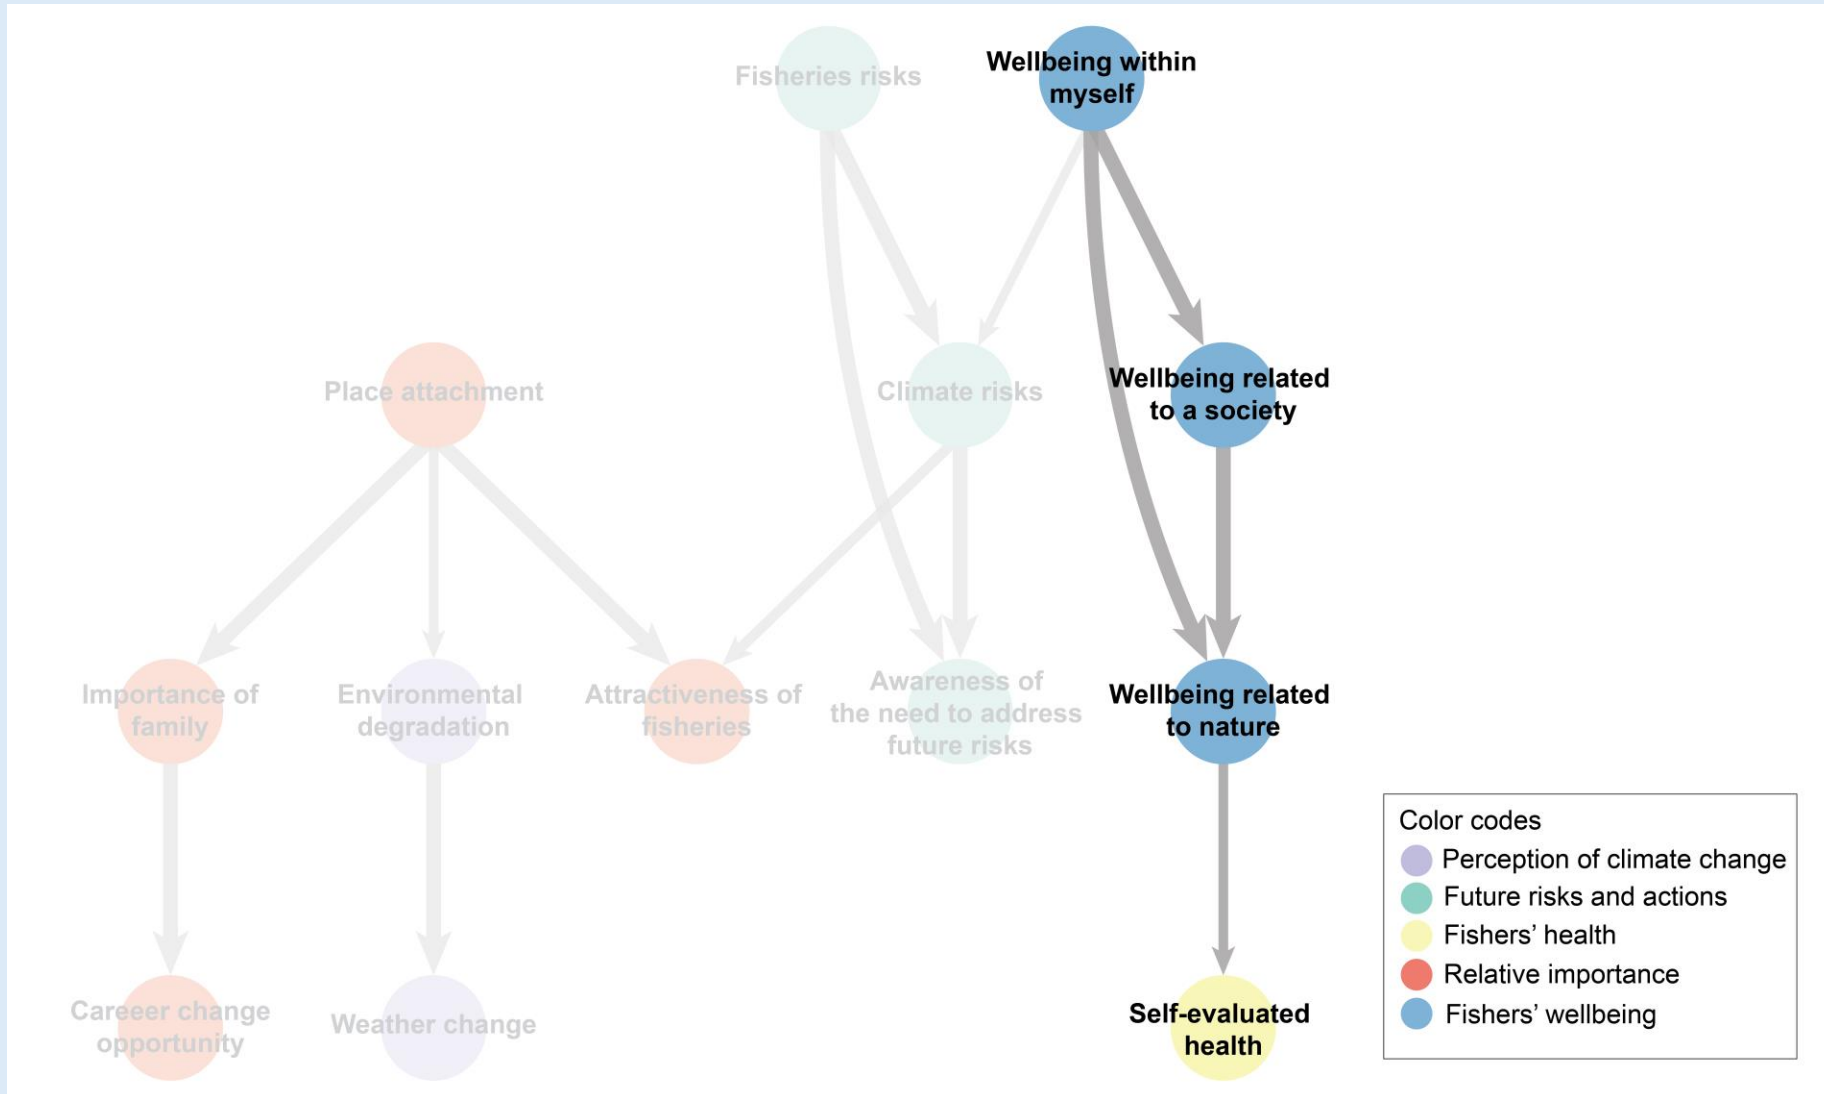 Fisheries risks
Wellbeing within
myself
Place attachment
Climate risks
Wellbeing related
to a society
Importance of
family
Environmental
degradation
Attractiveness of
fisheries
Awareness of
the need to address
future risks
Wellbeing related
to nature
Careeer change
opportunity
Weather change
Self-evaluated
health
Color codes
Perception of climate change
Future risks and actions
Fishers’ health
Relative importance
Fishers’ wellbeing